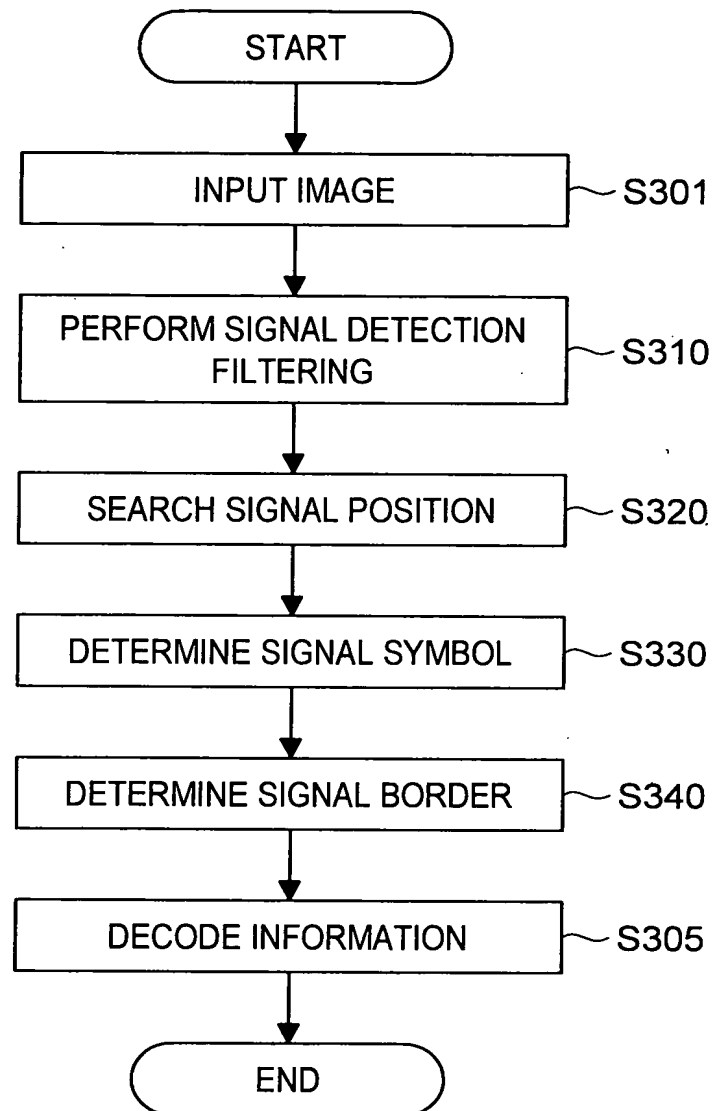 START
INPUT IMAGE
S301
PERFORM SIGNAL DETECTION
FILTERING
S310
SEARCH SIGNAL POSITION
S320
DETERMINE SIGNAL SYMBOL
S330
DETERMINE SIGNAL BORDER
S340
DECODE INFORMATION
S305
END